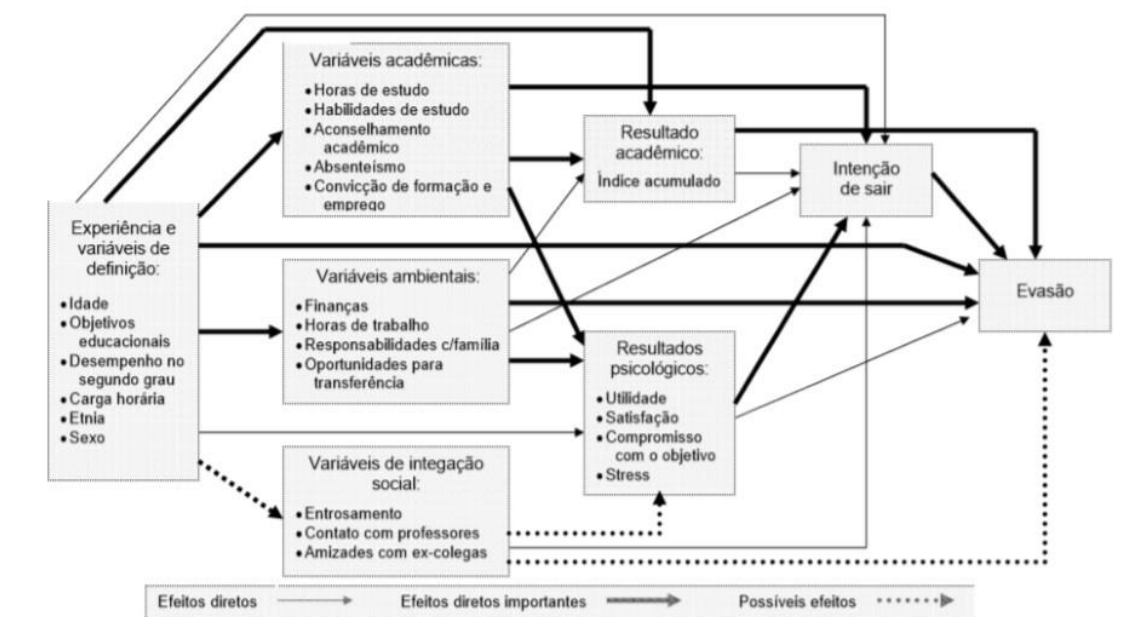 Variáveis acadêmicas:
•Horas de estudo
•Habilidades de estudo
•Aconselhamento
acadêmico
•Absenteísmo
•Convicção de formação e
emprego
Resultado
acadêmico:
Índice acumulado
Intenção
de sair
Experiência e
variáveis de
definição:
•Idade
•Objetivos
educacionais
•Desempenho no
segundo grau
•Carga horária
•Etnia
•Sexo
Variáveis ambientais:
•Finanças
•Horas de trabalho
•Responsabilidades c/família
•Oportunidades para
transferência
Evasão
Resultados
psicológicos:
•Utilidade
•Satisfação
•Compromisso
com o objetivo
•Stress
Variáveis de integação
social:
•Entrosamento
•Contato com professores
•Amizades com ex-colegas
Efeitos diretos
Efeitos diretos importantes
Possíveis efeitos